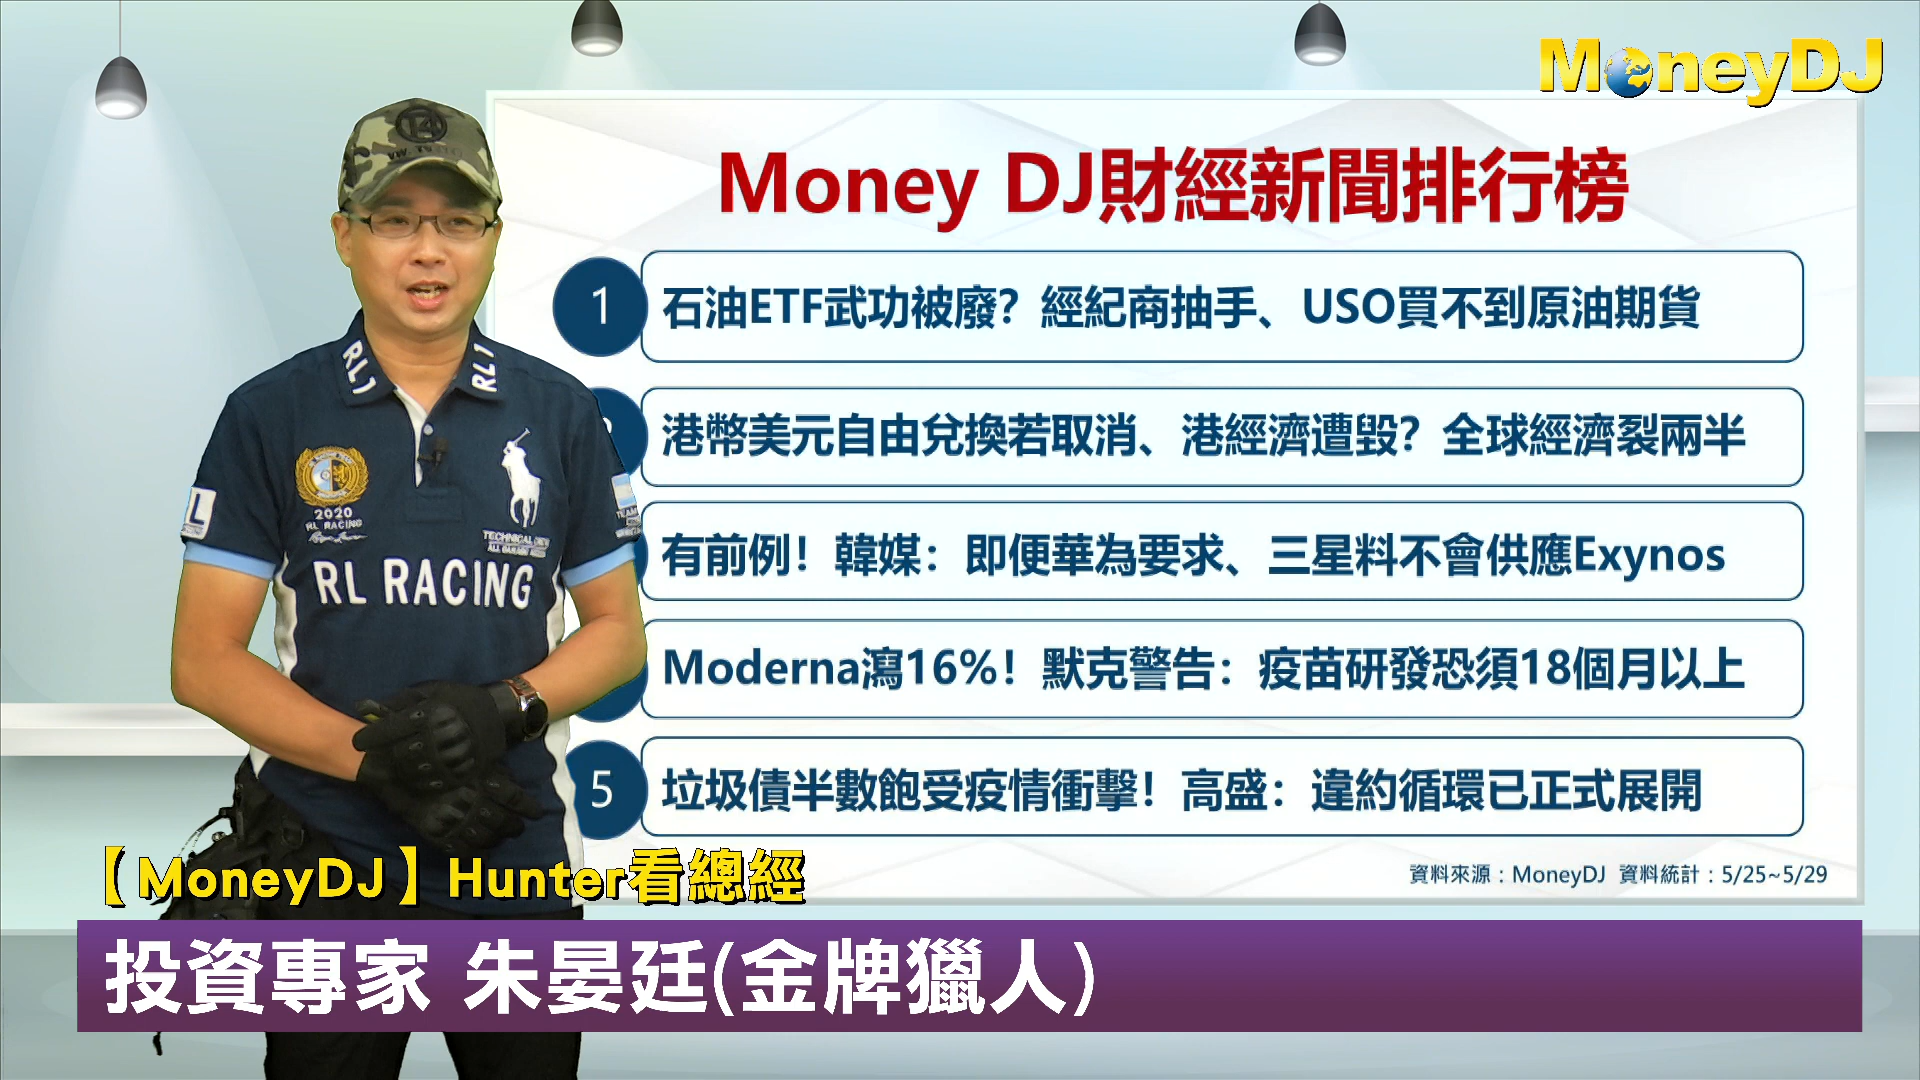 MoneyDJ
Money DJ財經新聞排行榜
1 石油ETF武功被廢？經紀商抽手、USO買不到原油期貨
港幣美元自由兌換若取消、港經濟遭毀？全球經濟裂兩半
有前例！韓媒：即便華為要求、三星料不會供應Exynos
Moderna瀉16%！默克警告：疫苗研發恐須18個月以上
5 垃圾債半數飽受疫情衝擊！高盛：違約循環已正式展開
資料來源：MoneyDJ 資料統計：5/25~5/29
RL1
RL1
L
2020
RL RACING
TECHNICAL CREW
RL RACING
【MoneyDJ】Hunter看總經
投資專家 朱晏廷(金牌獵人)